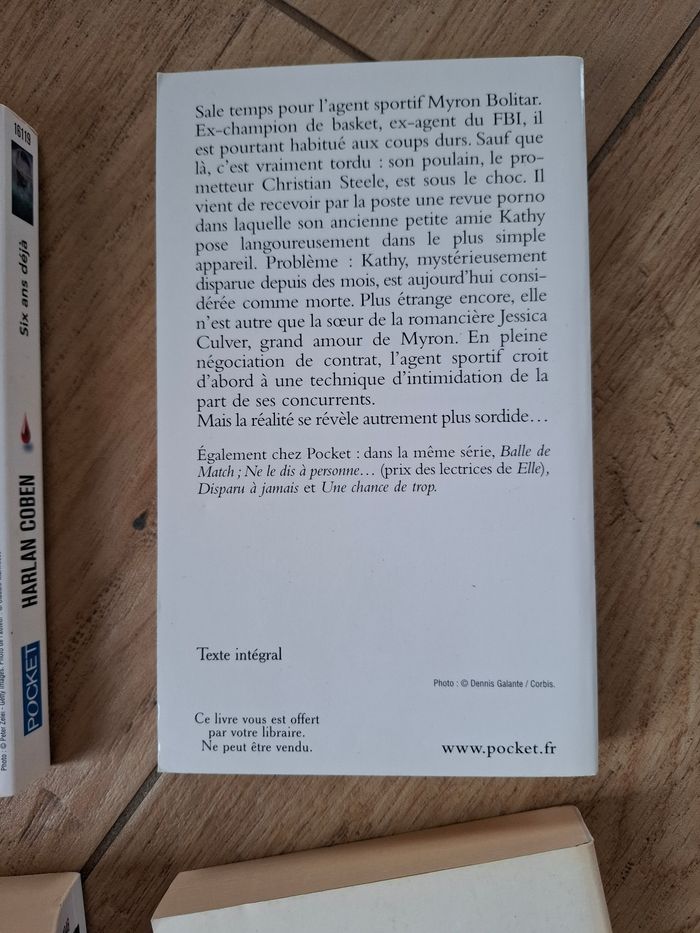 Sale temps pour l'agent sportif Myron Bolitar.
Ex-champion de basket, ex-agent du FBI, il
est pourtant habitué aux coups durs. Sauf que
là, c'est vraiment tordu : son poulain, le pro-
metteur Christian Steele, est sous le choc. Il
vient de recevoir par la poste une revue porno
dans laquelle son ancienne petite amie Kathy
pose langoureusement dans le plus simple
appareil. Problème : Kathy, mystérieusement
disparue depuis des mois, est aujourd'hui consi-
dérée comme morte. Plus étrange encore, elle
n'est autre que la sœur de la romancière Jessica
Culver, grand amour de Myron. En pleine
négociation de contrat, l'agent sportif croit
d'abord à une technique d'intimidation de la
part de ses concurrents.
Mais la réalité se révèle autrement plus sordide…
Également chez Pocket : dans la même série, Balle de
Match ; Ne le dis à personne… (prix des lectrices de Elle),
Disparu à jamais et Une chance de trop.
Texte intégral
Photo : © Dennis Galante / Corbis.
Ce livre vous est offert
par votre libraire.
Ne peut être vendu.
www.pocket.fr
16119
Six ans déjà
HARLAN COBEN
POCKET